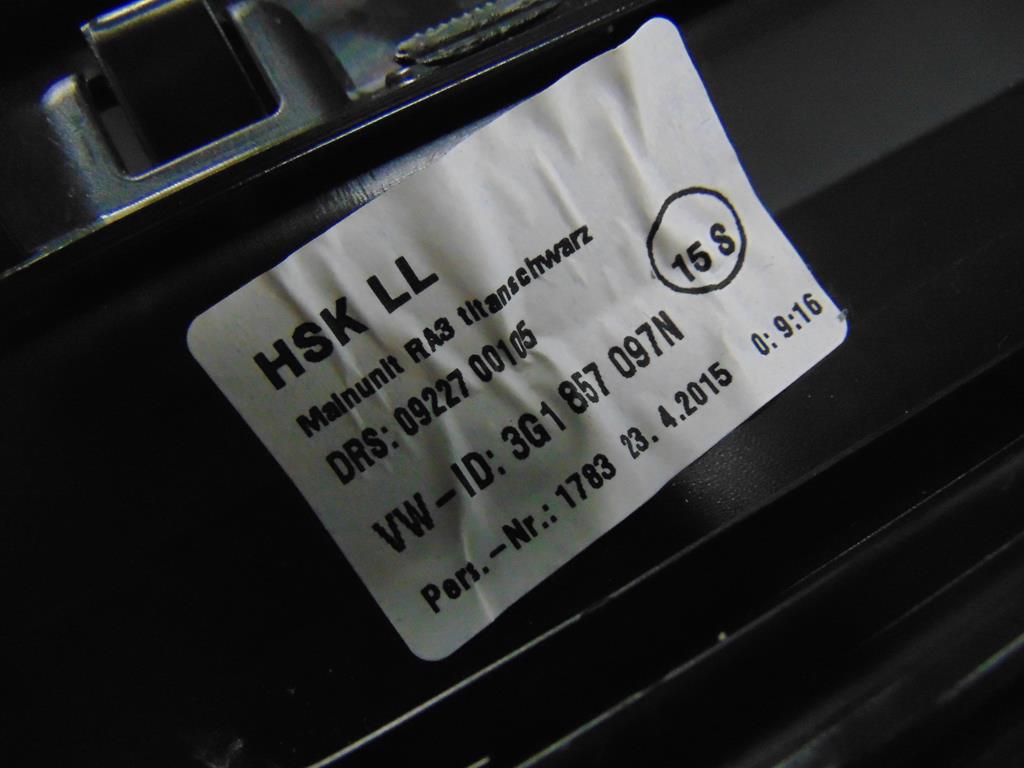 HSK LL
Mainunit RA3 titanschwarz
15 S
DRS: 09227 00105
VW-ID: 3G1 857 097N
Pers.-Nr.: 1783 23. 4.2015 0: 9:16